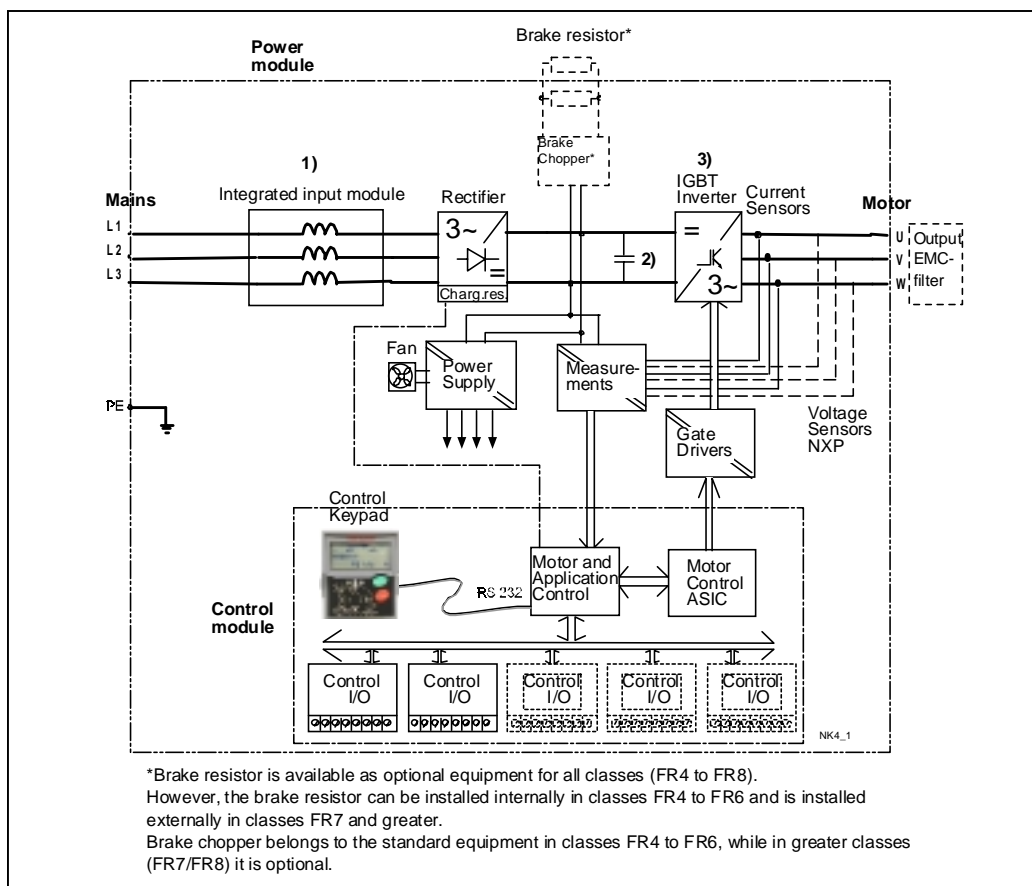 Brake resistor*
Power
module
Brake
Chopper*
1)
3)
Integrated input module
Rectifier
IGBT
Inverter
Current
Sensors
Mains
Motor
L1
L2
L3
3~
=
Charg.res.
2)
=
3~
U
V
W
Output
EMC-
filter
Fan
Power
Supply
Measure-
ments
PE
Voltage
Sensors
NXP
Gate
Drivers
Control
Keypad
RS 232
Motor and
Application
Control
Motor
Control
ASIC
Control
module
Control
I/O
Control
I/O
Control
I/O
Control
I/O
Control
I/O
NK4_1
*Brake resistor is available as optional equipment for all classes (FR4 to FR8).
However, the brake resistor can be installed internally in classes FR4 to FR6 and is installed
externally in classes FR7 and greater.
Brake chopper belongs to the standard equipment in classes FR4 to FR6, while in greater classes
(FR7/FR8) it is optional.